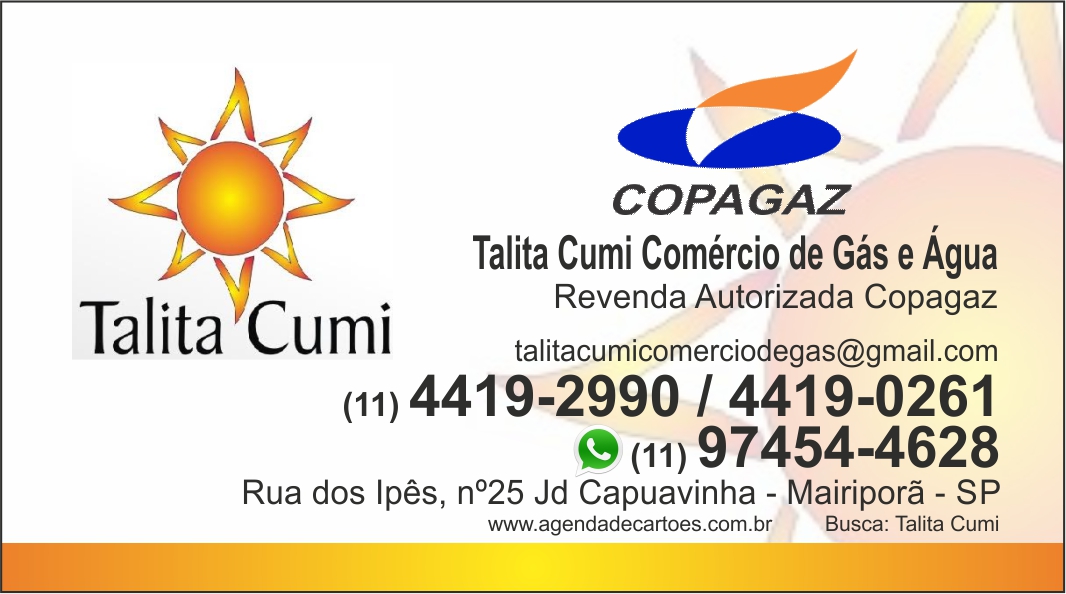 Talita Cumi
COPAGAZ
Talita Cumi Comércio de Gás e Água
Revenda Autorizada Copagaz
talitacumicomerciodegas@gmail.com
(11) 4419-2990 / 4419-0261
(11) 97454-4628
Rua dos Ipês, nº25 Jd Capuavinha - Mairiporã - SP
www.agendadecartoes.com.br Busca: Talita Cumi